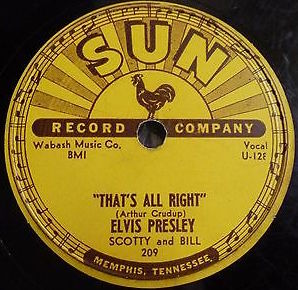 SUN
RECORD COMPANY
Wabash Music Co,
BMI
Vocal
U-128
"THAT'S ALL RIGHT"
(Arthur Crudup)
ELVIS PRESLEY
SCOTTY and BILL
209
MEMPHIS, TENNESSEE